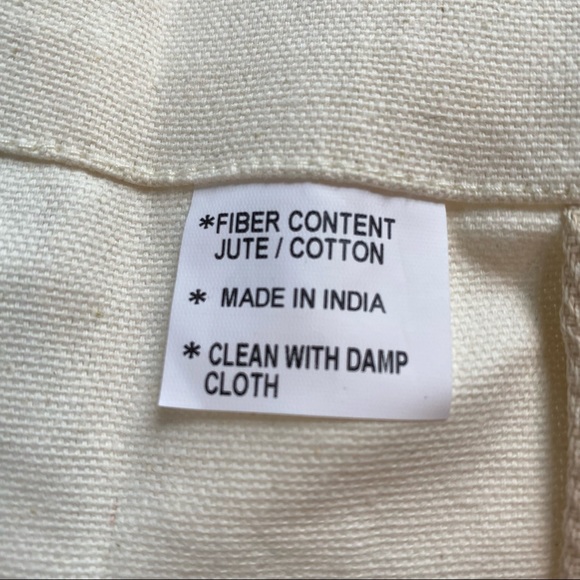 *FIBER CONTENT
JUTE / COTTON
* MADE IN INDIA
* CLEAN WITH DAMP
CLOTH